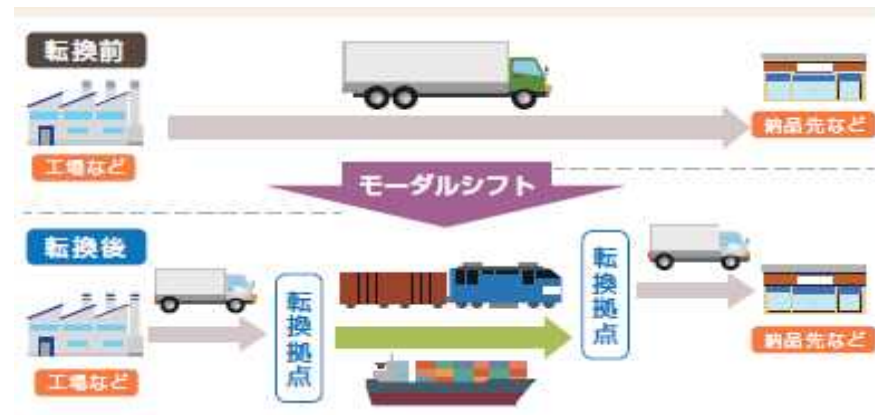 転換前
工場など
納品先など
モーダルシフト
転換後
転換拠点
転換拠点
工場など
納品先など